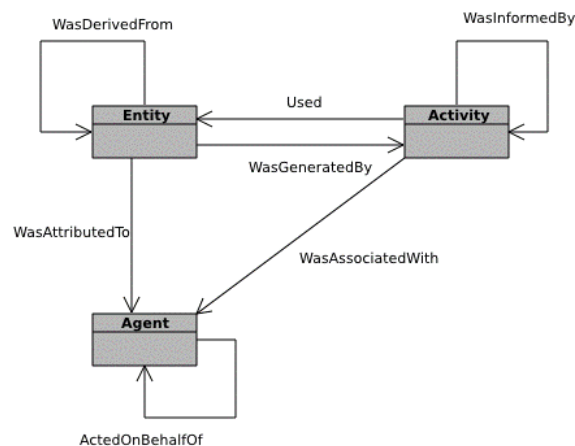 WasDerivedFrom
WasInformedBy
Used
Entity
Activity
WasGeneratedBy
WasAttributedTo
WasAssociatedWith
Agent
ActedOnBehalfOf